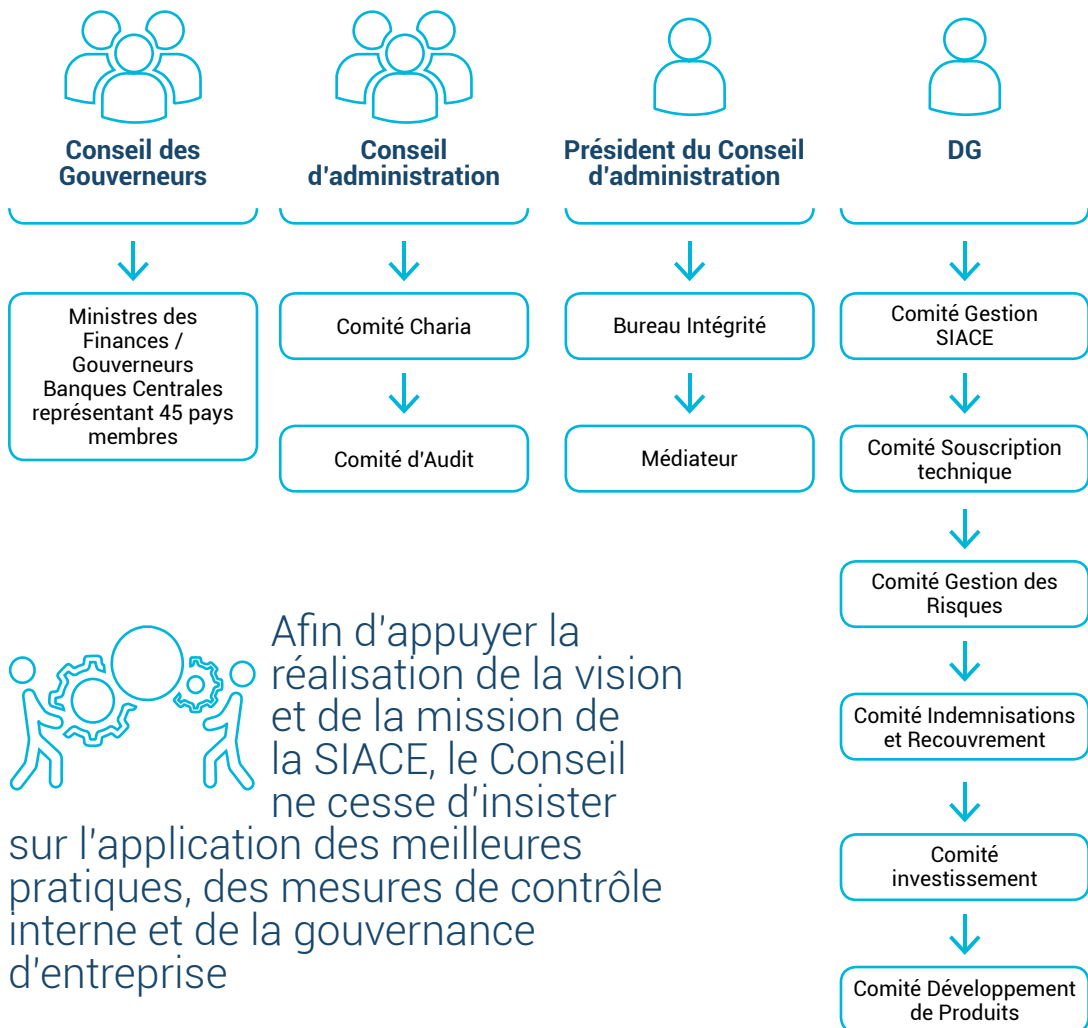 Conseil des
Gouverneurs
Conseil
d'administration
Président du Conseil
d'administration
DG
Ministres des
Finances /
Gouverneurs
Banques Centrales
représentant 45 pays
membres
Comité Charia
Comité d'Audit
Bureau Intégrité
Médiateur
Comité Gestion
SIACE
Comité Souscription
technique
Comité Gestion des
Risques
Comité Indemnisations
et Recouvrement
Comité
investissement
Comité Développement
de Produits
Afin d'appuyer la
réalisation de la vision
et de la mission de
la SIACE, le Conseil
ne cesse d'insister
sur l'application des meilleures
pratiques, des mesures de contrôle
interne et de la gouvernance
d'entreprise